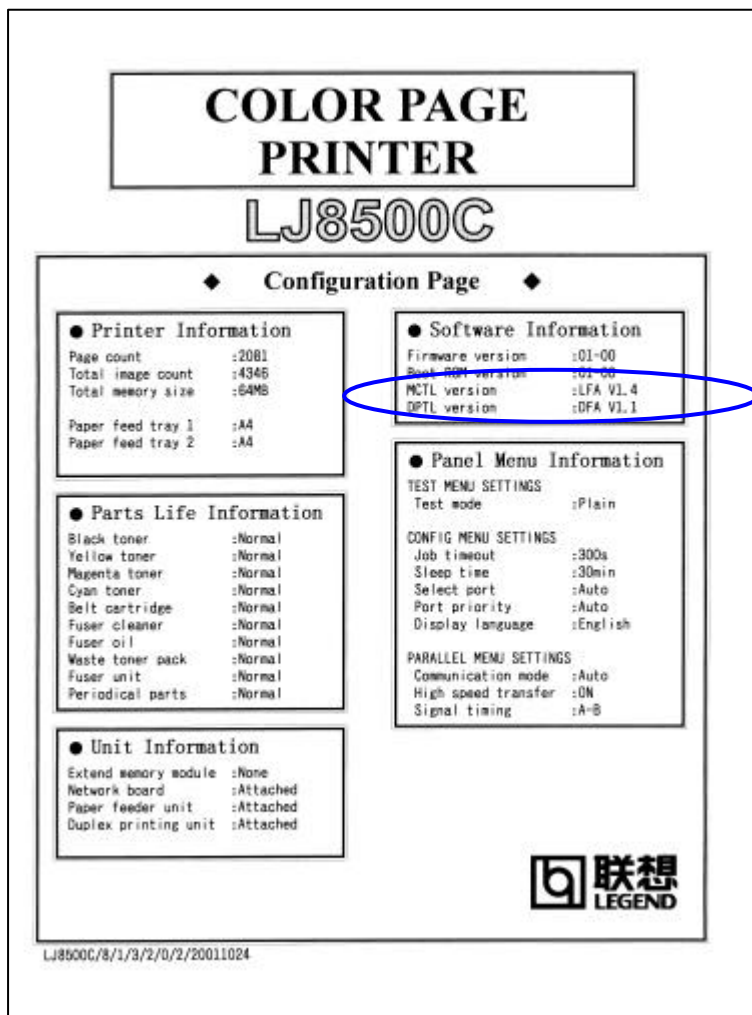 COLOR PAGE
PRINTER
LJ8500C
◆ Configuration Page ◆
● Printer Information
Page count :2081
Total image count :4346
Total memory size :64MB
Paper feed tray 1 :A4
Paper feed tray 2 :A4
● Parts Life Information
Black toner :Normal
Yellow toner :Normal
Magenta toner :Normal
Cyan toner :Normal
Belt cartridge :Normal
Fuser cleaner :Normal
Fuser oil :Normal
Waste toner pack :Normal
Fuser unit :Normal
Periodical parts :Normal
● Unit Information
Extend memory module :None
Network board :Attached
Paper feeder unit :Attached
Duplex printing unit :Attached
● Software Information
Firmware version :01-00
Boot ROM version :01-00
MCTL version :LFA V1.4
DPTL version :DFA V1.1
● Panel Menu Information
TEST MENU SETTINGS
Test mode :Plain
CONFIG MENU SETTINGS
Job timeout :300s
Sleep time :30min
Select port :Auto
Port priority :Auto
Display language :English
PARALLEL MENU SETTINGS
Communication mode :Auto
High speed transfer :ON
Signal timing :A-B
联想
LEGEND
LJ8500C/8/1/3/2/0/2/20011024